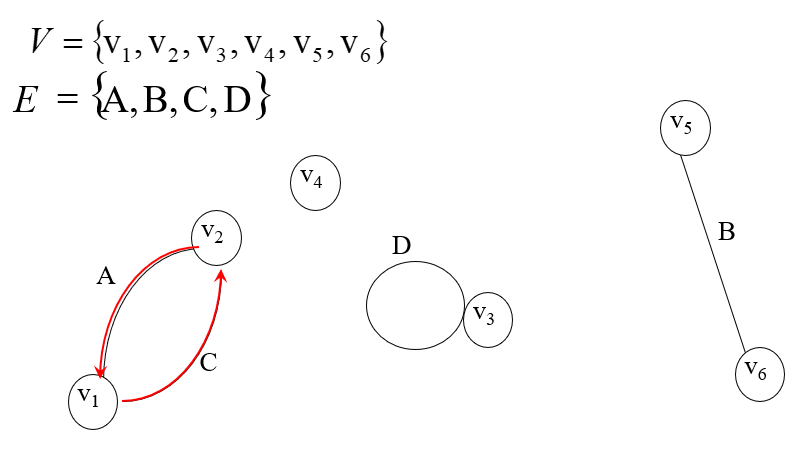 V = {v₁, v₂, v₃, v₄, v₅, v₆}
E = {A, B, C, D}
v₅
v₄
v₂
B
D
A
v₃
C
v₆
v₁